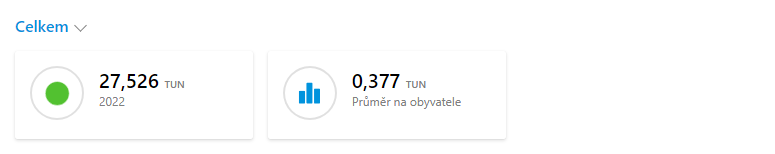 Celkem
27,526 TUN
2022
0,377 TUN
Průměr na obyvatele